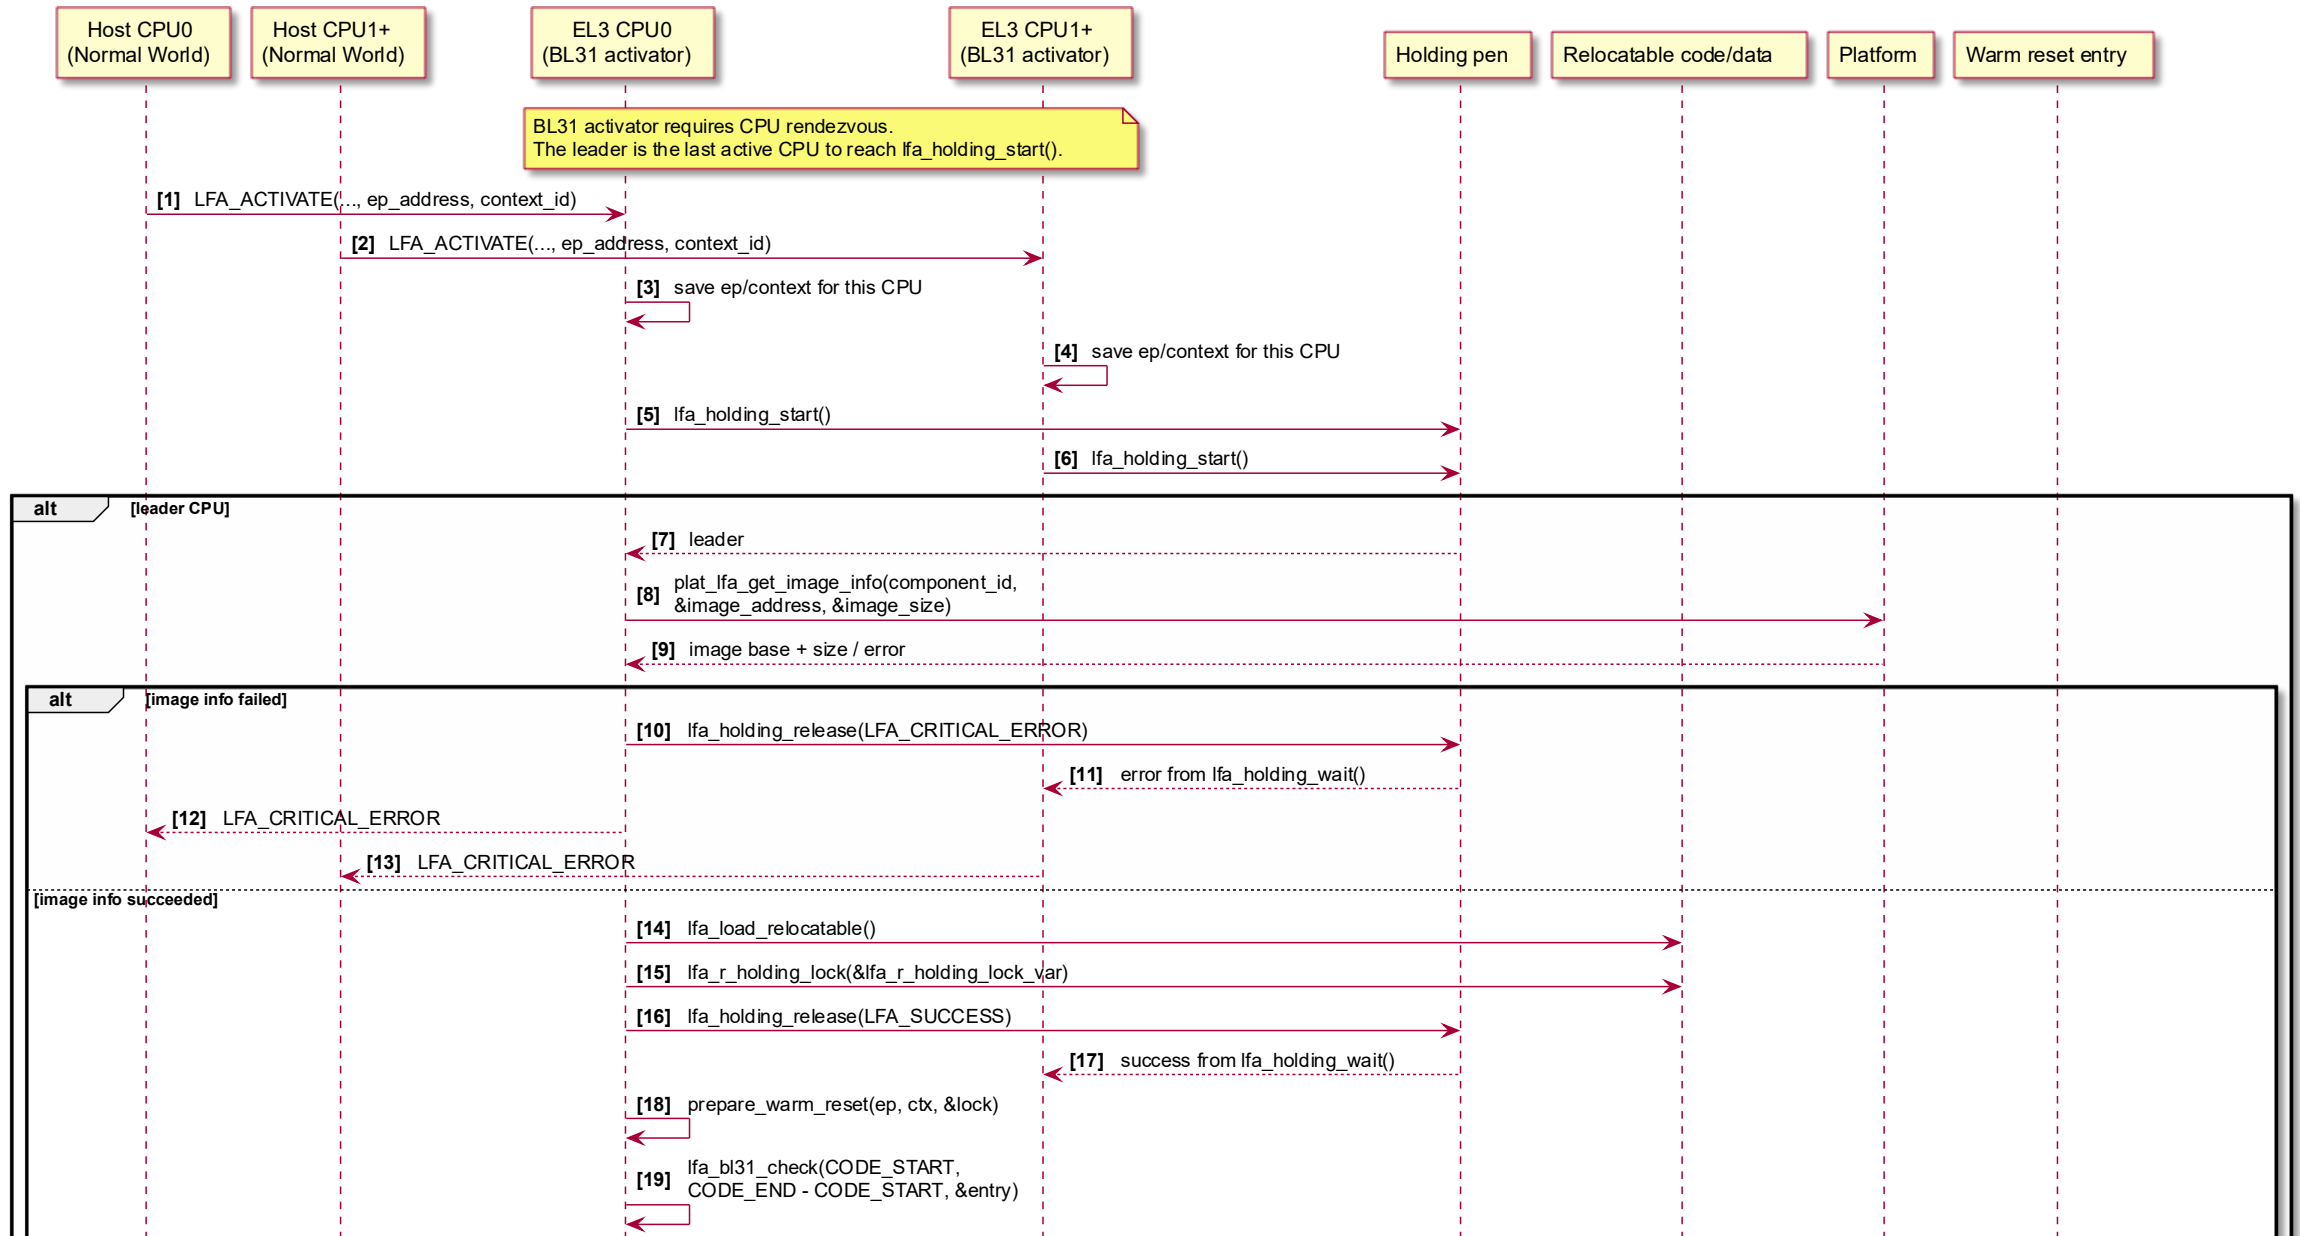 Host CPU0
(Normal World)
Host CPU1+
(Normal World)
EL3 CPU0
(BL31 activator)
EL3 CPU1+
(BL31 activator)
Holding pen
Relocatable code/data
Platform
Warm reset entry
BL31 activator requires CPU rendezvous.
The leader is the last active CPU to reach lfa_holding_start().
[1] LFA_ACTIVATE(..., ep_address, context_id)
[2] LFA_ACTIVATE(..., ep_address, context_id)
[3] save ep/context for this CPU
[4] save ep/context for this CPU
[5] lfa_holding_start()
[6] lfa_holding_start()
alt [leader CPU]
[7] leader
[8] plat_lfa_get_image_info(component_id,
&image_address, &image_size)
[9] image base + size / error
alt [image info failed]
[10] lfa_holding_release(LFA_CRITICAL_ERROR)
[11] error from lfa_holding_wait()
[12] LFA_CRITICAL_ERROR
[13] LFA_CRITICAL_ERROR
[image info succeeded]
[14] lfa_load_relocatable()
[15] lfa_r_holding_lock(&lfa_r_holding_lock_var)
[16] lfa_holding_release(LFA_SUCCESS)
[17] success from lfa_holding_wait()
[18] prepare_warm_reset(ep, ctx, &lock)
[19] lfa_bl31_check(CODE_START,
CODE_END - CODE_START, &entry)